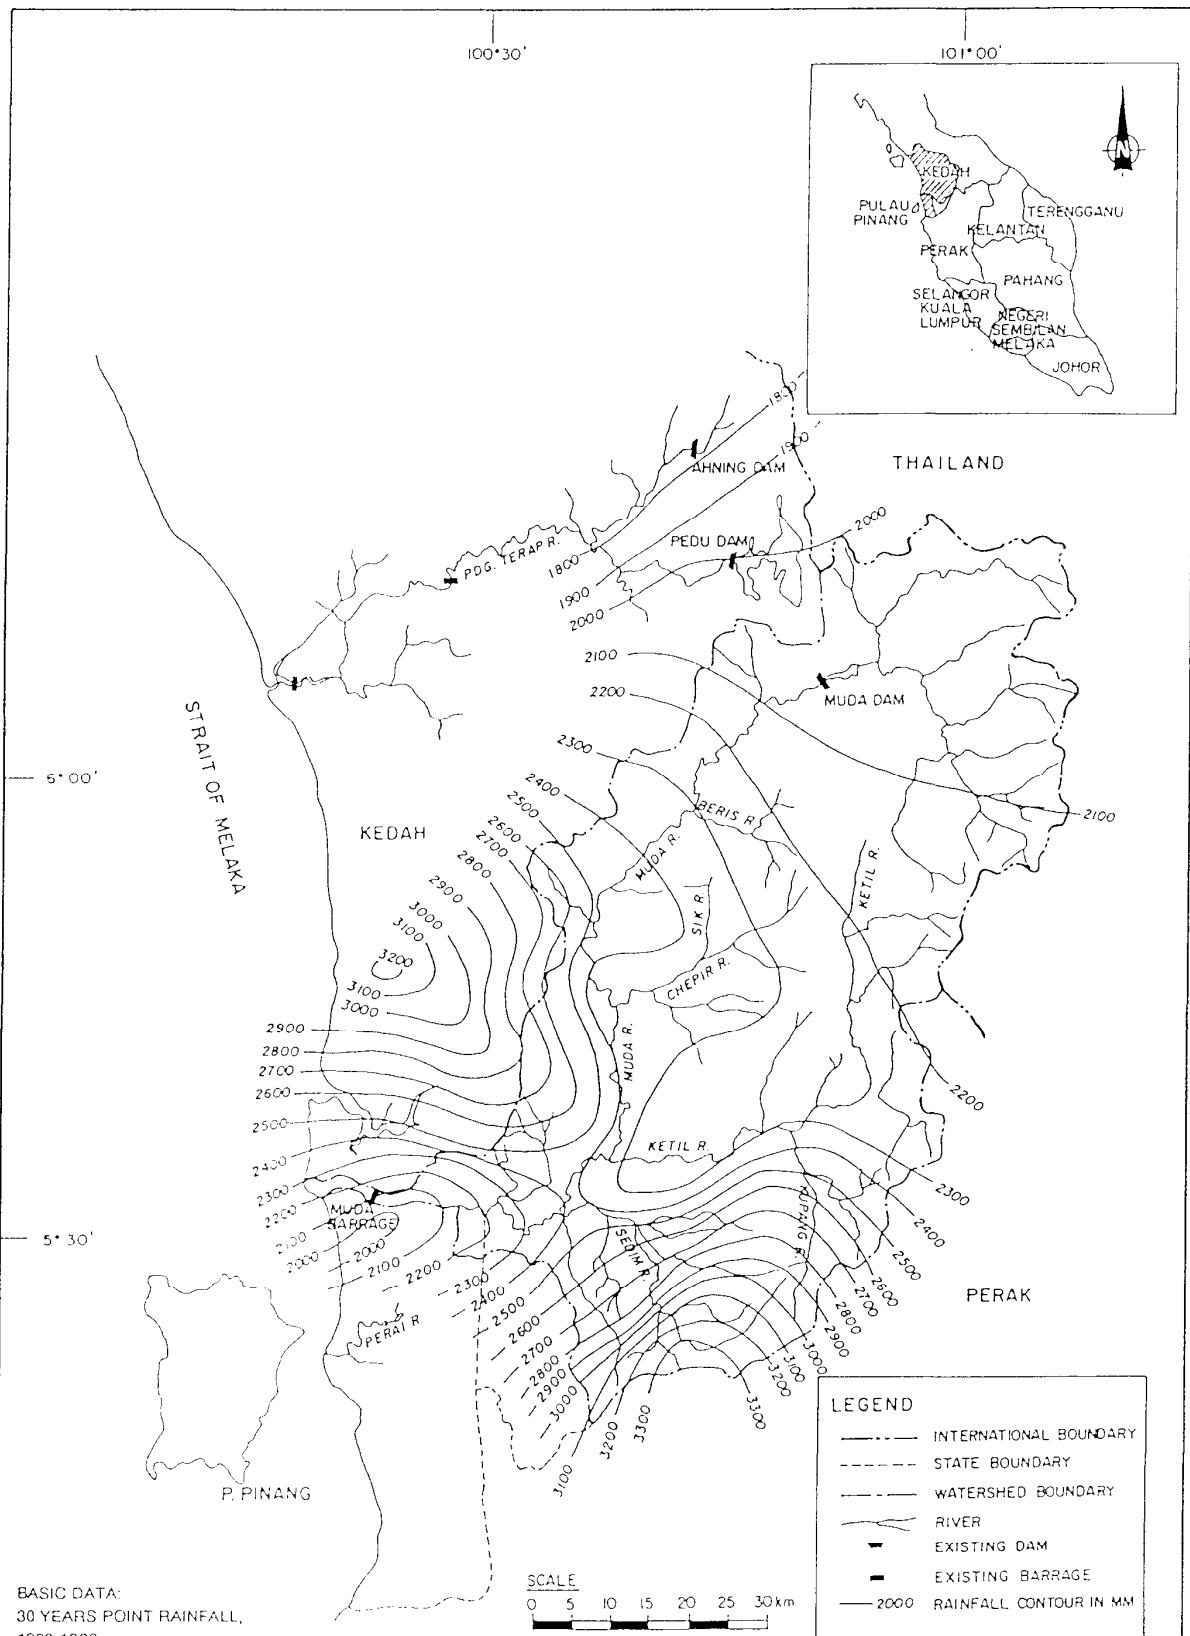 100°30'
101°00'
N
KEDAH
PULAU
PINANG
TERENGGANU
KELANTAN
PERAK
PAHANG
SELANGOR
KUALA
LUMPUR
NEGERI
SEMBILAN
MELAKA
JOHOR
1800
1900
AHNING DAM
THAILAND
2000
PEDU DAM
PDG. TERAP R.
1800
1900
2000
2100
2200
MUDA DAM
STRAIT OF MELAKA
2300
6°00'
2400
2500
2600
2700
2800
2900
3000
3100
3200
3100
3000
KEDAH
BERIS R.
MUDA R.
2100
KETIL R.
SIK R.
CHEPIR R.
2900
2800
2700
2600
2500
2400
2300
2200
2100
2000
MUDA R.
2200
KETIL R.
2300
2400
2500
2600
2700
2800
2900
3000
3100
3200
3300
MUDA
BARRAGE
2000
2100
2200
2300
2400
2500
2600
2700
2800
2900
3000
3100
3200
3300
5°30'
SEDIM R.
KUPANG R.
PERAI R.
PERAK
P. PINANG
LEGEND
INTERNATIONAL BOUNDARY
STATE BOUNDARY
WATERSHED BOUNDARY
RIVER
EXISTING DAM
EXISTING BARRAGE
2000 RAINFALL CONTOUR IN MM
SCALE
0 5 10 15 20 25 30 km
BASIC DATA:
30 YEARS POINT RAINFALL,